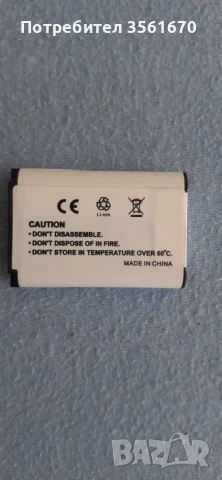 Потребител 3561670
CE
Li-ion
CAUTION
• DON'T DISASSEMBLE.
• DON'T DISPOSE OF IN FIRE.
• DON'T STORE IN TEMPERATURE OVER 60°C.
MADE IN CHINA
BAZAR